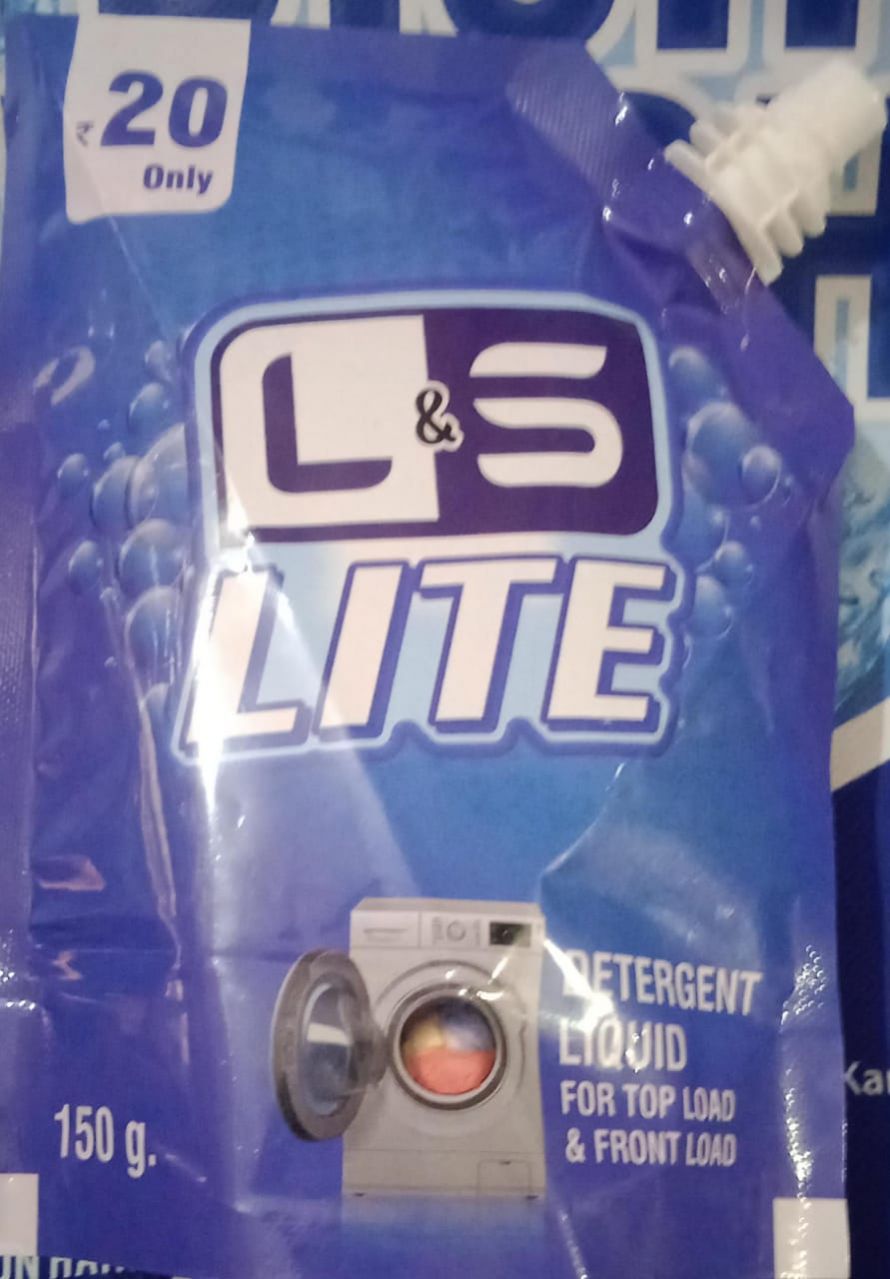 ₹20
Only
L&S
LITE
DETERGENT
LIQUID
FOR TOP LOAD
& FRONT LOAD
150 g.